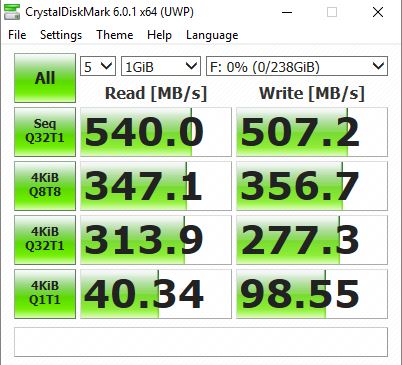 CrystalDiskMark 6.0.1 x64 (UWP)
File Settings Theme Help Language
All 5 1GiB F: 0% (0/238GiB)
Read [MB/s] Write [MB/s]
Seq Q32T1 540.0 507.2
4KiB Q8T8 347.1 356.7
4KiB Q32T1 313.9 277.3
4KiB Q1T1 40.34 98.55